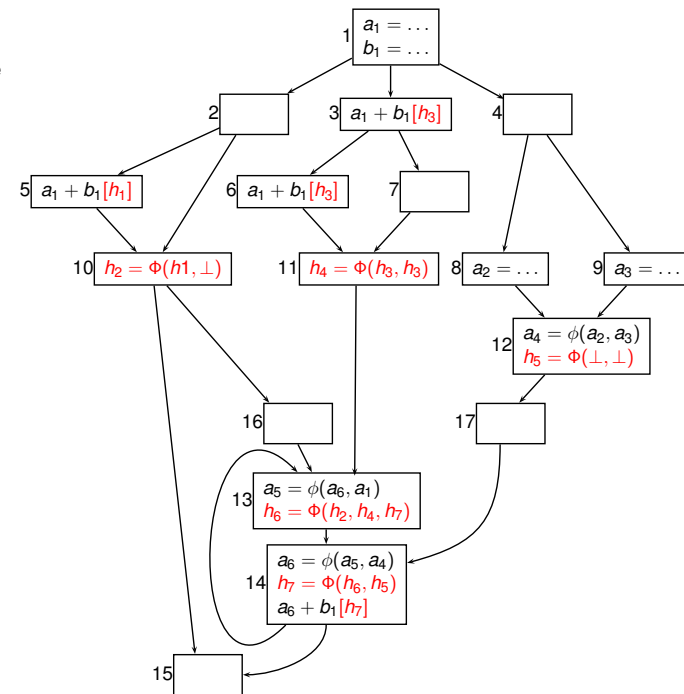 e
1
a₁ = …
b₁ = …
2
3 a₁ + b₁[h₃]
4
5 a₁ + b₁[h₁]
6 a₁ + b₁[h₃]
7
10 h₂ = Φ(h1, ⊥)
11 h₄ = Φ(h₃, h₃)
8 a₂ = …
9 a₃ = …
12
a₄ = ϕ(a₂, a₃)
h₅ = Φ(⊥, ⊥)
16
17
13
a₅ = ϕ(a₆, a₁)
h₆ = Φ(h₂, h₄, h₇)
14
a₆ = ϕ(a₅, a₄)
h₇ = Φ(h₆, h₅)
a₆ + b₁[h₇]
15